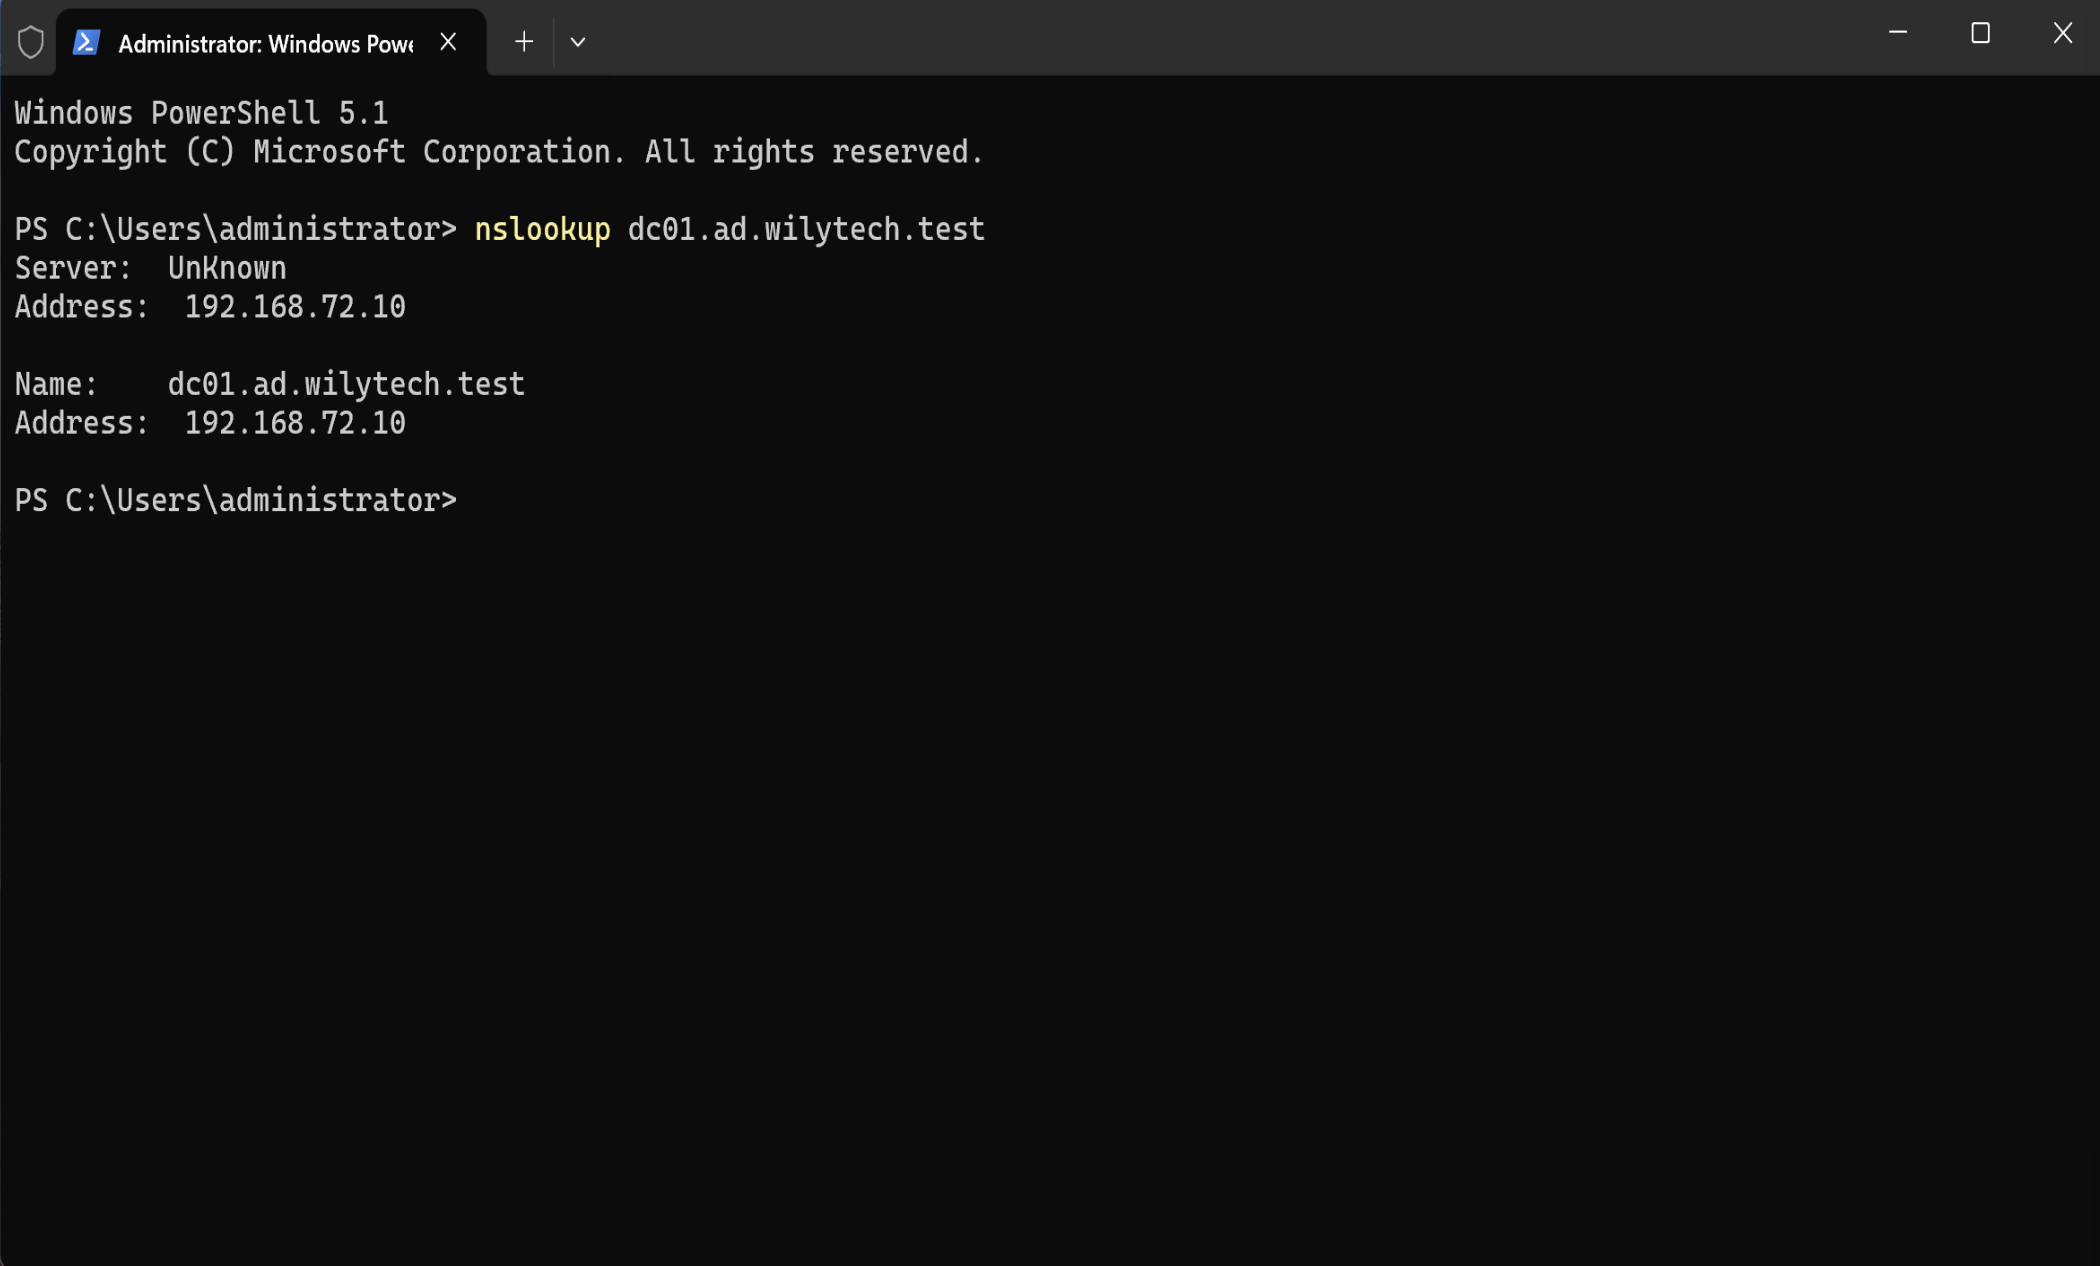 Administrator: Windows Powe
Windows PowerShell 5.1
Copyright (C) Microsoft Corporation. All rights reserved.
PS C:\Users\administrator> nslookup dc01.ad.wilytech.test
Server:  UnKnown
Address:  192.168.72.10
Name:    dc01.ad.wilytech.test
Address:  192.168.72.10
PS C:\Users\administrator>